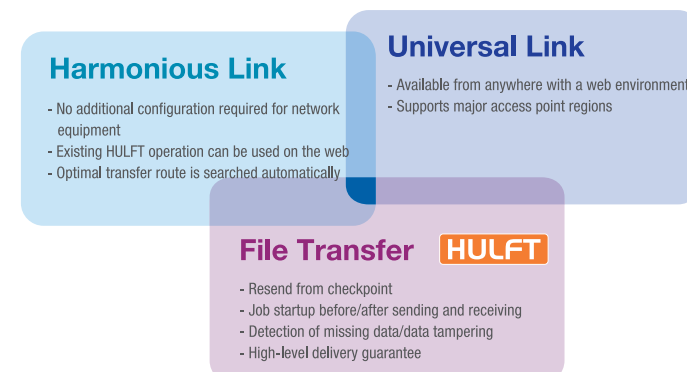 Harmonious Link
- No additional configuration required for network
equipment
- Existing HULFT operation can be used on the web
- Optimal transfer route is searched automatically
Universal Link
- Available from anywhere with a web environment
- Supports major access point regions
File Transfer HULFT
- Resend from checkpoint
- Job startup before/after sending and receiving
- Detection of missing data/data tampering
- High-level delivery guarantee